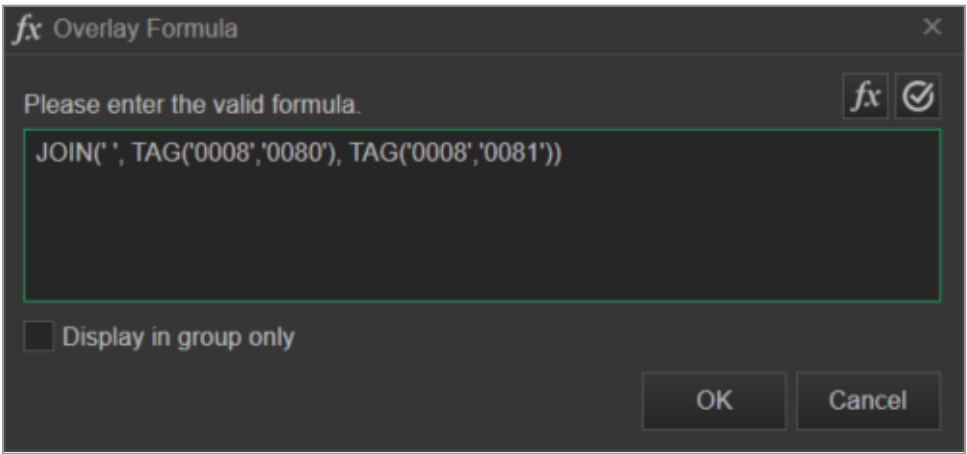 fx Overlay Formula
Please enter the valid formula.
fx
JOIN(' ', TAG('0008','0080'), TAG('0008','0081'))
Display in group only
OK
Cancel